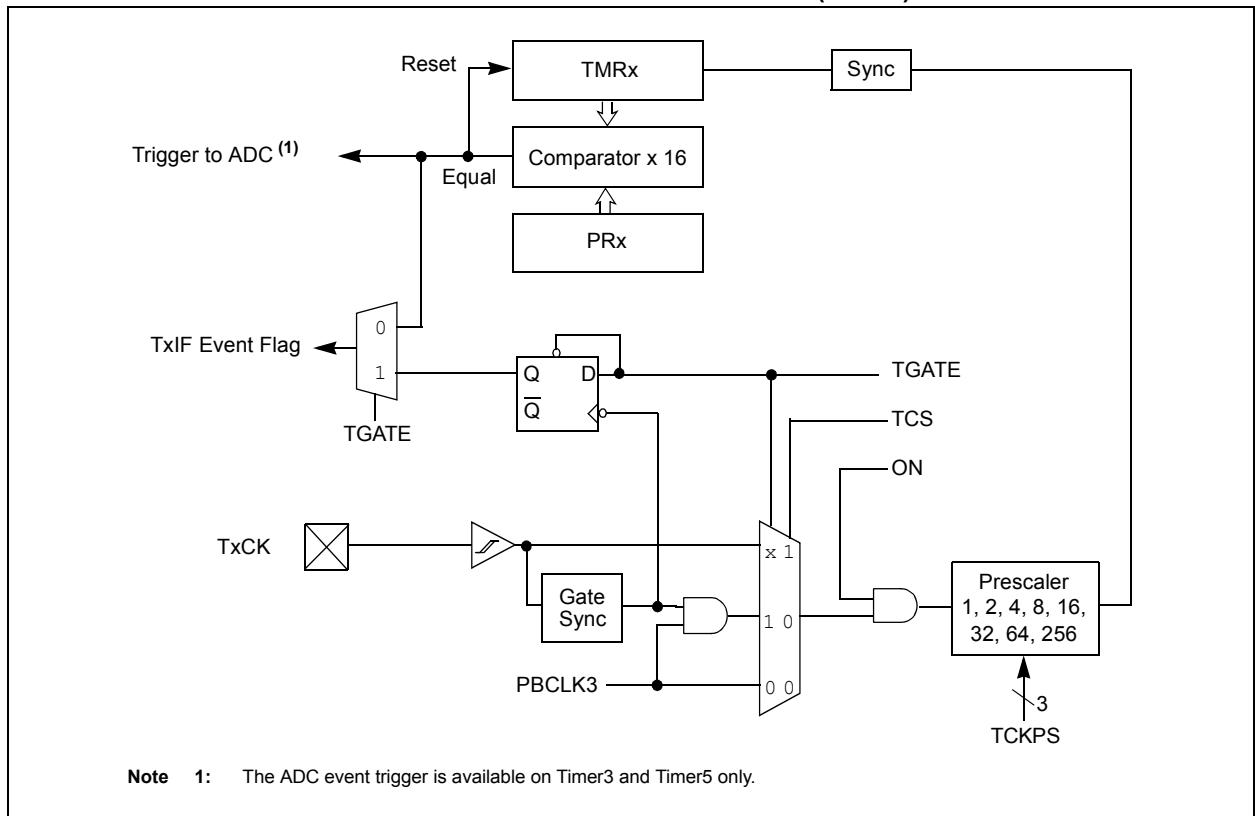 Reset
TMRx
Sync
Trigger to ADC (1)
Equal
Comparator x 16
PRx
TxIF Event Flag
0
1
TGATE
Q
D
Q
TGATE
TCS
ON
TxCK
Gate
Sync
x 1
1 0
0 0
PBCLK3
Prescaler
1, 2, 4, 8, 16,
32, 64, 256
3
TCKPS
Note 1: The ADC event trigger is available on Timer3 and Timer5 only.